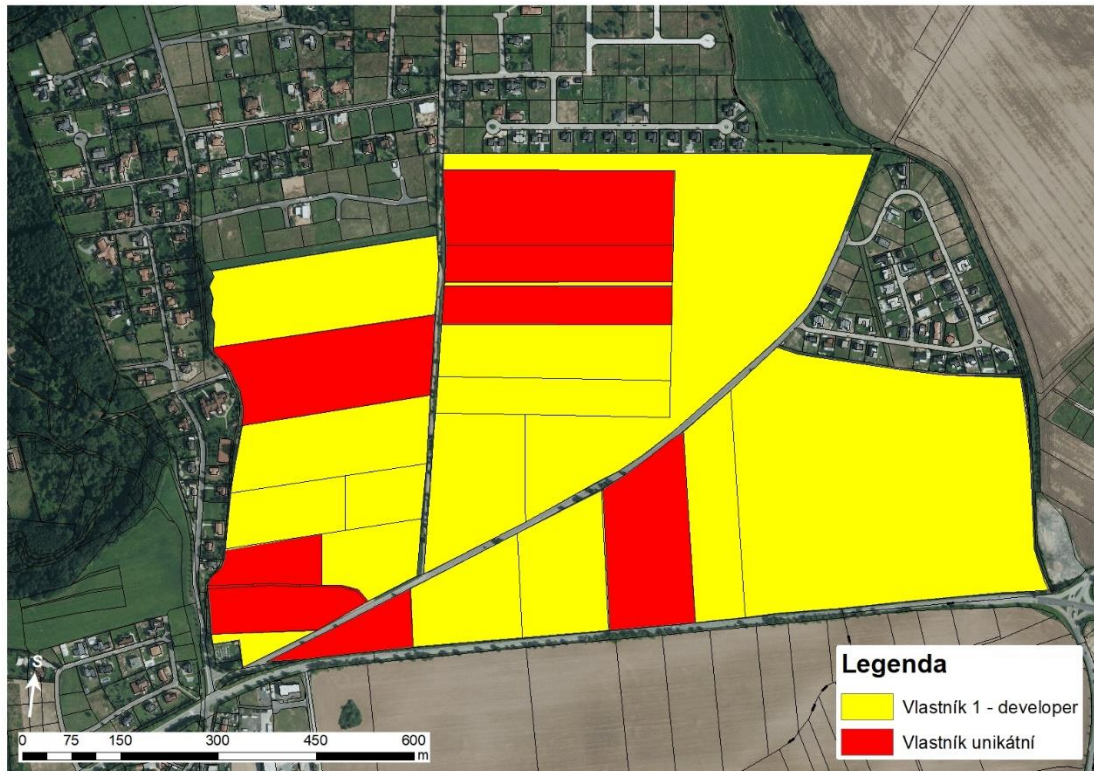 Legenda
Vlastník 1 - developer
Vlastník unikátní
S
0 75 150 300 450 600
m